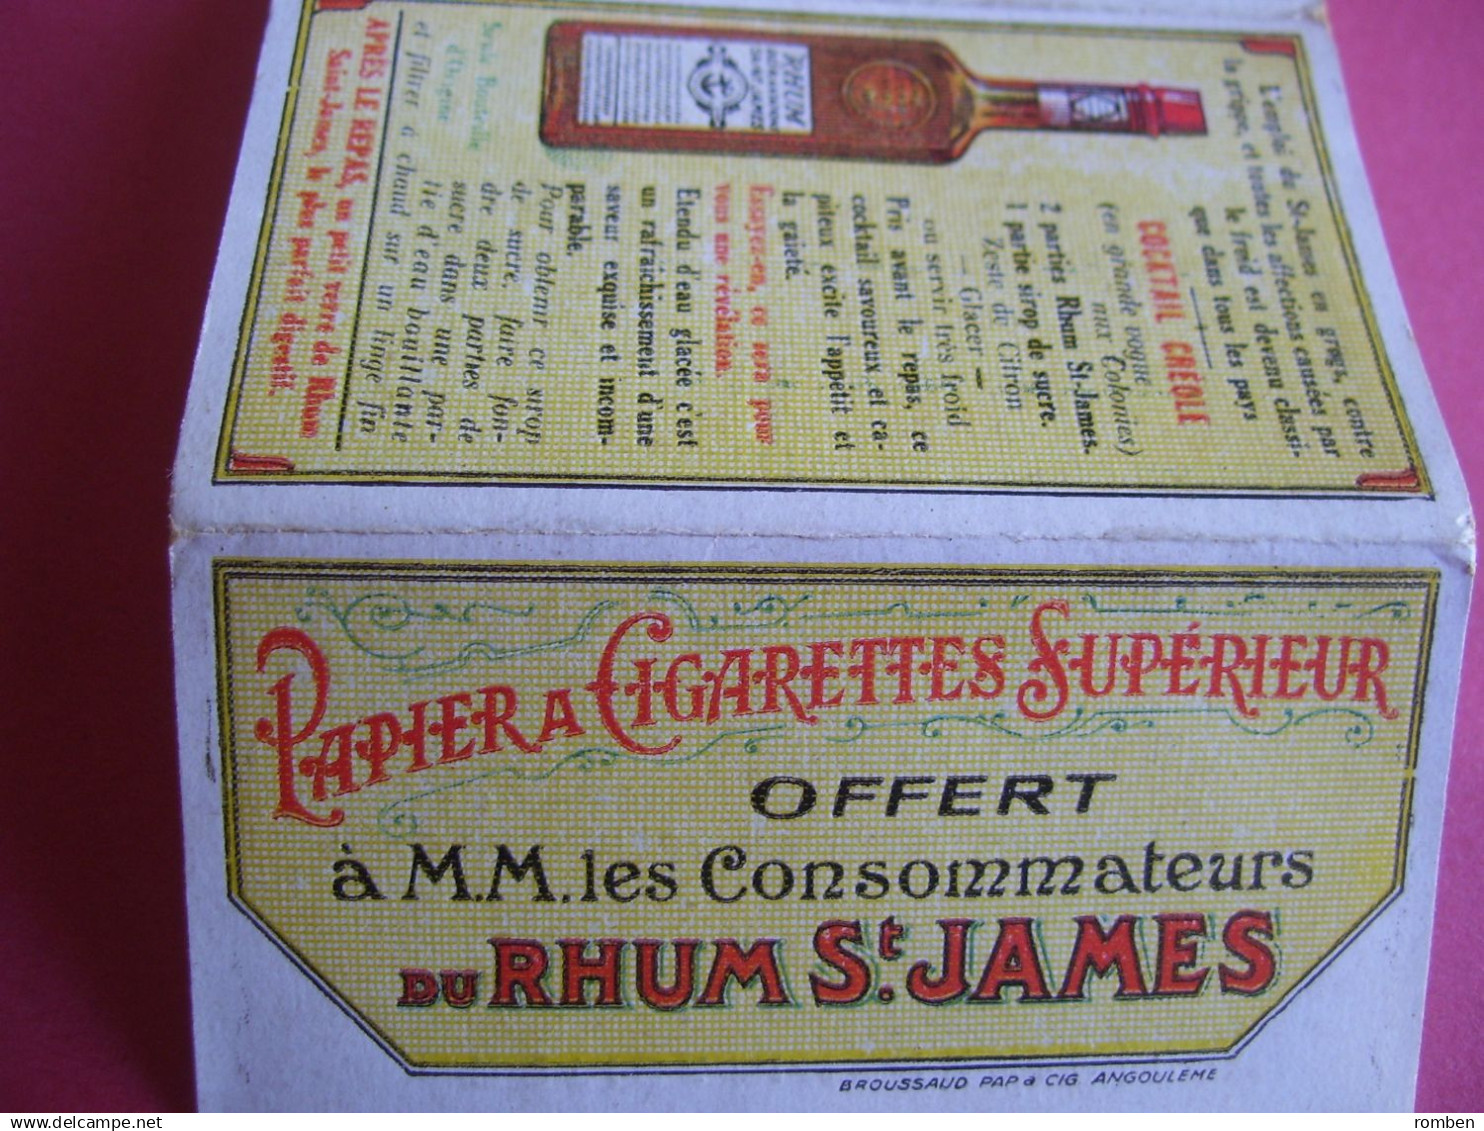 L'emploi du St-James en grogs, contre
la grippe, et toutes les affections causées par
le froid est devenu classi-
que dans tous les pays
COCKTAIL CRÉOLE
(en grande vogue
aux Colonies)
2 parties Rhum St-James.
1 partie sirop de sucre.
Zeste de Citron
— Glacer —
ou servir très froid
Pris avant le repas, ce
cocktail savoureux et ca-
piteux excite l'appétit et
la gaieté.
Essayez-en, ce sera pour
vous une révélation.
Etendu d'eau glacée c'est
un rafraîchissement d'une
saveur exquise et incom-
parable.
Pour obtenir ce sirop
de sucre, faire fon-
dre deux parties de
sucre dans une par-
tie d'eau bouillante
et filtrer à chaud sur un linge fin
APRÈS LE REPAS, un petit verre de Rhum
Saint-James, le plus parfait digestif.
Seule Bouteille
d'Origine
RHUM
SAINT JAMES
PAPIER A CIGARETTES SUPÉRIEUR
OFFERT
à M.M. les Consommateurs
DU RHUM St. JAMES
BROUSSAUD PAP à CIG ANGOULEME
delcampe.net
romben